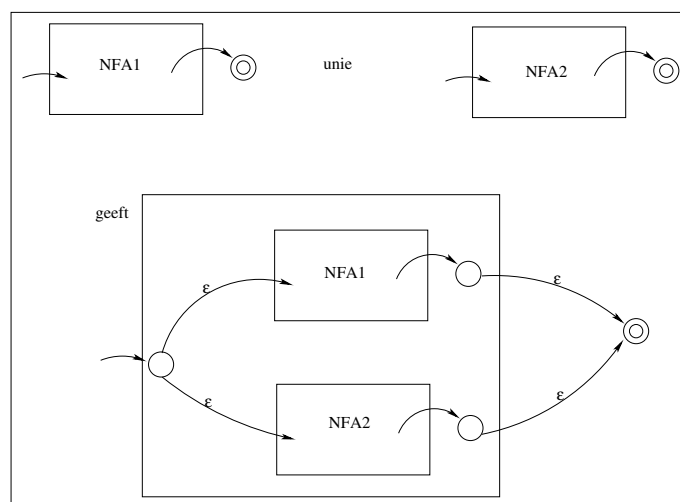 NFA1
unie
NFA2
geeft
NFA1
ε
ε
NFA2
ε
ε